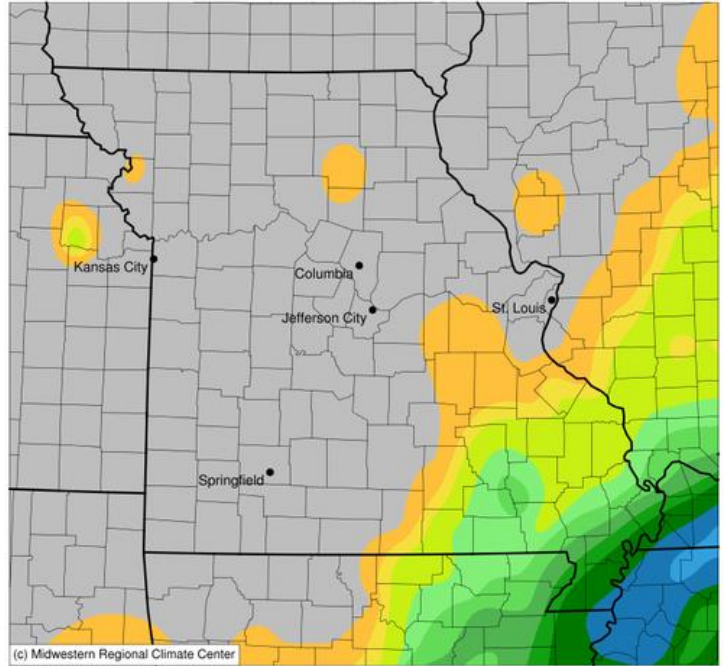 Kansas City
Columbia
Jefferson City
St. Louis
Springfield
(c) Midwestern Regional Climate Center